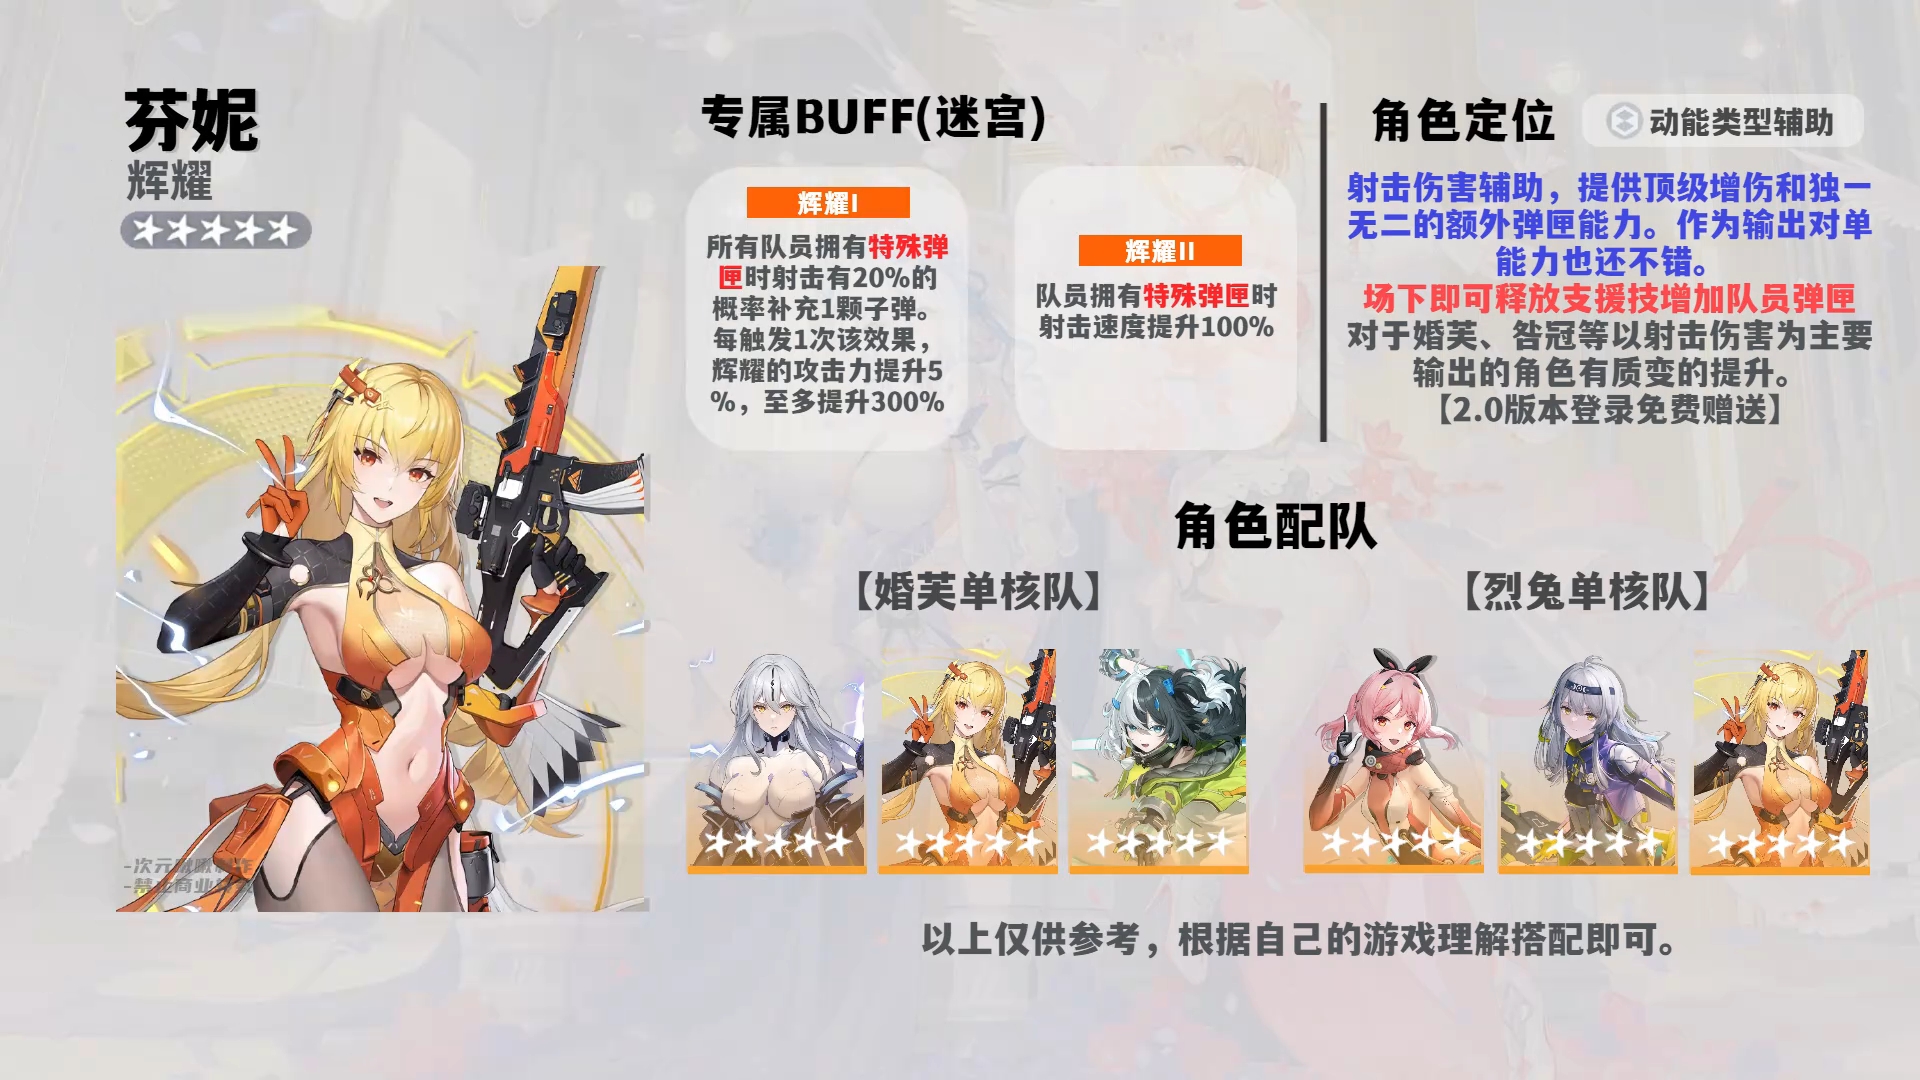 芬妮
辉耀
专属BUFF(迷宫)
辉耀I
所有队员拥有特殊弹
匣时射击有20%的
概率补充1颗子弹。
每触发1次该效果，
辉耀的攻击力提升5
%，至多提升300%
辉耀II
队员拥有特殊弹匣时
射击速度提升100%
角色定位
动能类型辅助
射击伤害辅助，提供顶级增伤和独一
无二的额外弹匣能力。作为输出对单
能力也还不错。
场下即可释放支援技增加队员弹匣
对于婚芙、咎冠等以射击伤害为主要
输出的角色有质变的提升。
【2.0版本登录免费赠送】
角色配队
【婚芙单核队】
【烈兔单核队】
以上仅供参考，根据自己的游戏理解搭配即可。
-次元
-禁止商业